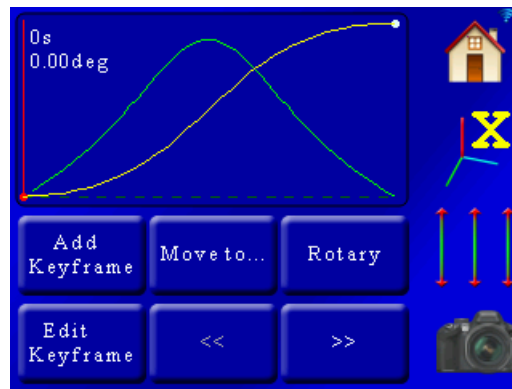 0s
0.00deg
X
Add
Keyframe
Move to...
Rotary
Edit
Keyframe
<<
>>